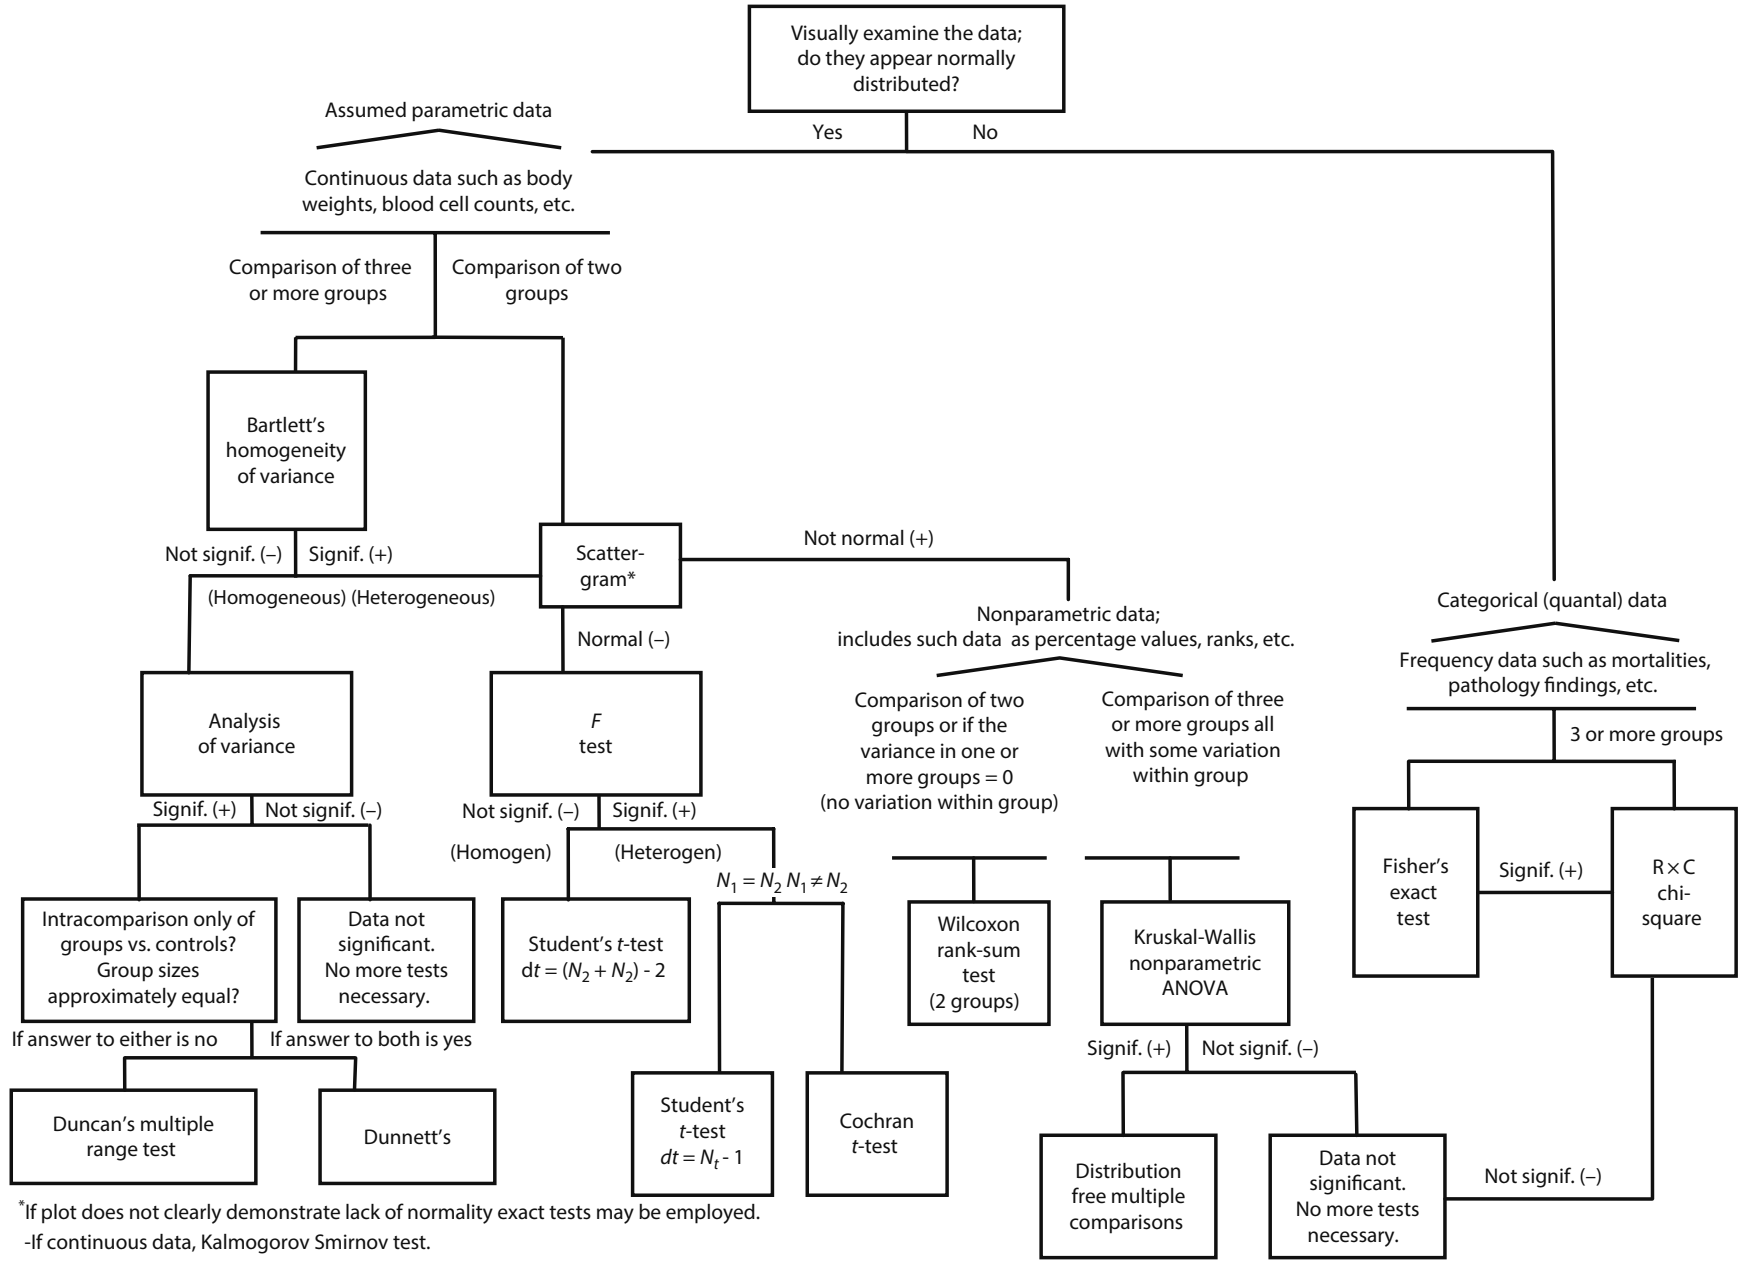 Visually examine the data;
do they appear normally
distributed?
Yes
No
Assumed parametric data
Continuous data such as body
weights, blood cell counts, etc.
Comparison of three
or more groups
Comparison of two
groups
Bartlett's
homogeneity
of variance
Not signif. (–)
Signif. (+)
(Homogeneous) (Heterogeneous)
Scatter-
gram*
Not normal (+)
Normal (–)
Nonparametric data;
includes such data as percentage values, ranks, etc.
Comparison of two
groups or if the
variance in one or
more groups = 0
(no variation within group)
Comparison of three
or more groups all
with some variation
within group
Categorical (quantal) data
Frequency data such as mortalities,
pathology findings, etc.
3 or more groups
Analysis
of variance
F
test
Signif. (+)
Not signif. (–)
Not signif. (–)
Signif. (+)
(Homogen)
(Heterogen)
N1 = N2 N1 ≠ N2
Fisher's
exact
test
Signif. (+)
R × C
chi-
square
Intracomparison only of
groups vs. controls?
Group sizes
approximately equal?
Data not
significant.
No more tests
necessary.
Student's t-test
dt = (N2 + N2) - 2
Wilcoxon
rank-sum
test
(2 groups)
Kruskal-Wallis
nonparametric
ANOVA
If answer to either is no
If answer to both is yes
Signif. (+)
Not signif. (–)
Duncan's multiple
range test
Dunnett's
Student's
t-test
dt = Nt - 1
Cochran
t-test
Distribution
free multiple
comparisons
Data not
significant.
No more tests
necessary.
Not signif. (–)
*If plot does not clearly demonstrate lack of normality exact tests may be employed.
-If continuous data, Kalmogorov Smirnov test.